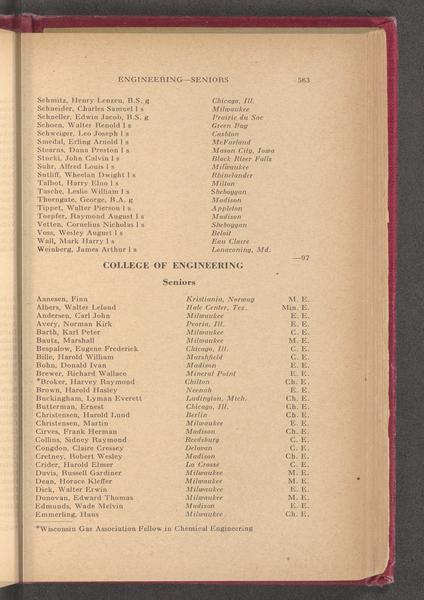 ENGINEERING—SENIORS 563
Schmitz, Henry Lenzen, B.S. g Chicago, Ill.
Schneider, Charles Samuel l s Milwaukee
Schneller, Edwin Jacob, B.S. g Prairie du Sac
Schoen, Walter Renold l s Green Bay
Schweiger, Leo Joseph l s Cashton
Smedal, Erling Arnold l s McFarland
Stearns, Dana Preston l s Mason City, Iowa
Stucki, John Calvin l s Black River Falls
Suhr, Alfred Louis l s Milwaukee
Sutliff, Wheelan Dwight l s Rhinelander
Talbot, Harry Elno l s Milton
Tasche, Leslie William l s Sheboygan
Thorngate, George, B.A. g Madison
Tippet, Walter Pierson l s Appleton
Toepfer, Raymond August l s Madison
Vetten, Cornelius Nicholas l s Sheboygan
Voss, Wesley August l s Beloit
Wall, Mark Harry l s Eau Claire
Weinberg, James Arthur l s Lonaconing, Md.
—97
COLLEGE OF ENGINEERING
Seniors
Aanesen, Finn Kristiania, Norway M. E.
Albers, Walter Leland Hale Center, Tex. Min. E.
Andersen, Carl John Milwaukee E. E.
Avery, Norman Kirk Peoria, Ill. E. E.
Barth, Karl Peter Milwaukee C. E.
Bautz, Marshall Milwaukee M. E.
Bespalow, Eugene Frederick Chicago, Ill. C. E.
Bille, Harold William Marshfield C. E.
Bohn, Donald Ivan Madison E. E.
Brewer, Richard Wallace Mineral Point E. E.
*Broker, Harvey Raymond Chilton Ch. E.
Brown, Harold Hasley Neenah E. E.
Buckingham, Lyman Everett Ludington, Mich. Ch. E.
Butterman, Ernest Chicago, Ill. Ch. E.
Christensen, Harold Lund Berlin Ch. E.
Christensen, Martin Milwaukee E. E.
Cirves, Frank Herman Madison Ch. E.
Collins, Sidney Raymond Reedsburg C. E.
Congdon, Claire Cressey Delavan C. E.
Cretney, Robert Wesley Madison Ch. E.
Crider, Harold Elmer La Crosse C. E.
Davis, Russell Gardiner Milwaukee M. E.
Dean, Horace Kleffer Milwaukee M. E.
Dick, Walter Erwin Milwaukee E. E.
Donovan, Edward Thomas Milwaukee M. E.
Edmunds, Wade Melvin Madison E. E.
Emmerling, Hans Milwaukee Ch. E.
*Wisconsin Gas Association Fellow in Chemical Engineering